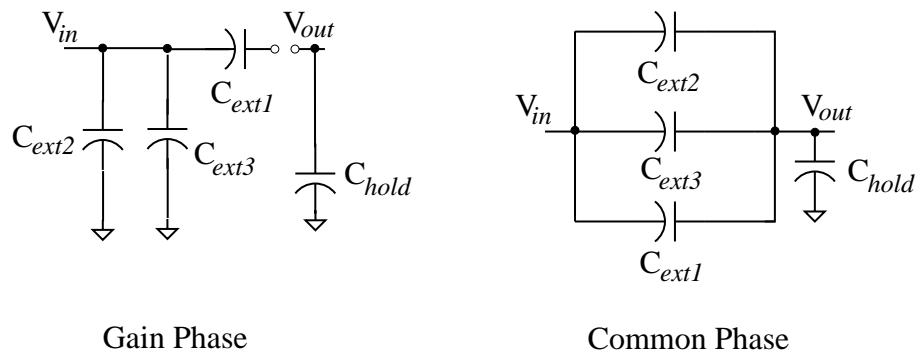 V_in
V_out
C_ext1
C_ext2
C_ext3
C_hold
Gain Phase
C_ext2
V_in
V_out
C_ext3
C_hold
C_ext1
Common Phase